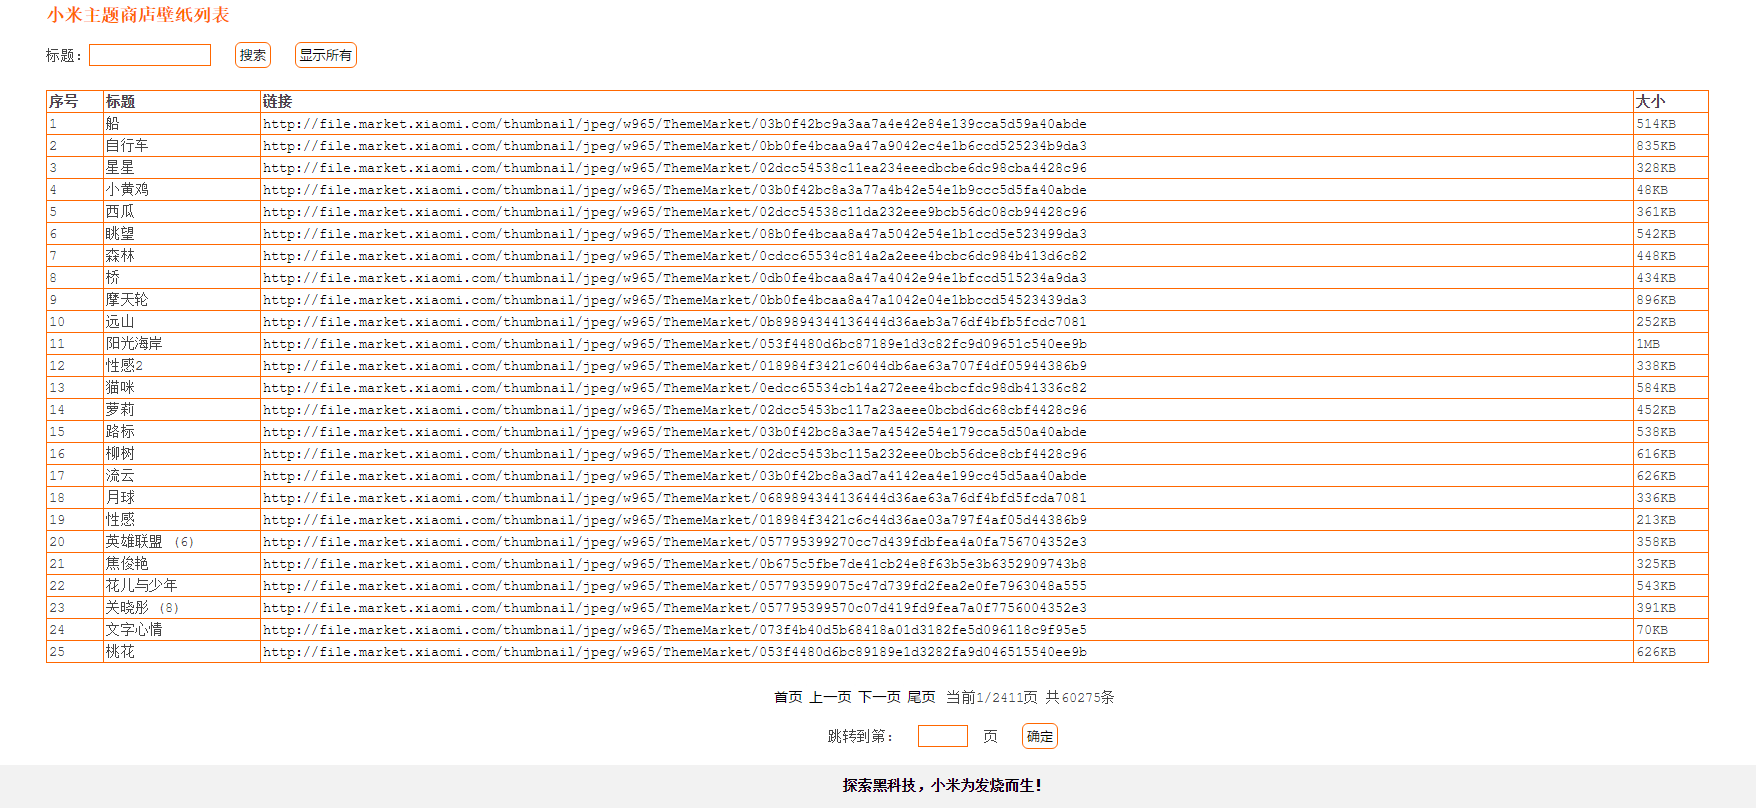 小米主题商店壁纸列表
标题： 搜索 显示所有
序号 标题 链接 大小
1 船 http://file.market.xiaomi.com/thumbnail/jpeg/w965/ThemeMarket/03b0f42bc9a3aa7a4e42e84e139cca5d59a40abde 514KB
2 自行车 http://file.market.xiaomi.com/thumbnail/jpeg/w965/ThemeMarket/0bb0fe4bcaa9a47a9042ec4e1b6ccd525234b9da3 835KB
3 星星 http://file.market.xiaomi.com/thumbnail/jpeg/w965/ThemeMarket/02dcc54538c11ea234eeedbcbe6dc98cba4428c96 328KB
4 小黄鸡 http://file.market.xiaomi.com/thumbnail/jpeg/w965/ThemeMarket/03b0f42bc8a3a77a4b42e54e1b9ccc5d5fa40abde 48KB
5 西瓜 http://file.market.xiaomi.com/thumbnail/jpeg/w965/ThemeMarket/02dcc54538c11da232eee9bcb56dc08cb94428c96 361KB
6 眺望 http://file.market.xiaomi.com/thumbnail/jpeg/w965/ThemeMarket/08b0fe4bcaa8a47a5042e54e1b1ccd5e523499da3 542KB
7 森林 http://file.market.xiaomi.com/thumbnail/jpeg/w965/ThemeMarket/0cdcc65534c814a2a2eee4bcbc6dc984b413d6c82 448KB
8 桥 http://file.market.xiaomi.com/thumbnail/jpeg/w965/ThemeMarket/0db0fe4bcaa8a47a4042e94e1bfccd515234a9da3 434KB
9 摩天轮 http://file.market.xiaomi.com/thumbnail/jpeg/w965/ThemeMarket/0bb0fe4bcaa8a47a1042e04e1bbccd54523439da3 896KB
10 远山 http://file.market.xiaomi.com/thumbnail/jpeg/w965/ThemeMarket/0b89894344136444d36aeb3a76df4bfb5fcdc7081 252KB
11 阳光海岸 http://file.market.xiaomi.com/thumbnail/jpeg/w965/ThemeMarket/053f4480d6bc87189e1d3c82fc9d09651c540ee9b 1MB
12 性感2 http://file.market.xiaomi.com/thumbnail/jpeg/w965/ThemeMarket/018984f3421c6044db6ae63a707f4df05944386b9 338KB
13 猫咪 http://file.market.xiaomi.com/thumbnail/jpeg/w965/ThemeMarket/0edcc65534cb14a272eee4bcbcfdc98db41336c82 584KB
14 萝莉 http://file.market.xiaomi.com/thumbnail/jpeg/w965/ThemeMarket/02dcc5453bc117a23aeee0bcbd6dc68cbf4428c96 452KB
15 路标 http://file.market.xiaomi.com/thumbnail/jpeg/w965/ThemeMarket/03b0f42bc8a3ae7a4542e54e179cca5d50a40abde 538KB
16 柳树 http://file.market.xiaomi.com/thumbnail/jpeg/w965/ThemeMarket/02dcc5453bc115a232eee0bcb56dce8cbf4428c96 616KB
17 流云 http://file.market.xiaomi.com/thumbnail/jpeg/w965/ThemeMarket/03b0f42bc8a3ad7a4142ea4e199cc45d5aa40abde 626KB
18 月球 http://file.market.xiaomi.com/thumbnail/jpeg/w965/ThemeMarket/0689894344136444d36ae63a76df4bfd5fcda7081 336KB
19 性感 http://file.market.xiaomi.com/thumbnail/jpeg/w965/ThemeMarket/018984f3421c6c44d36ae03a797f4af05d44386b9 213KB
20 英雄联盟 (6) http://file.market.xiaomi.com/thumbnail/jpeg/w965/ThemeMarket/057795399270cc7d439fdbfea4a0fa756704352e3 358KB
21 焦俊艳 http://file.market.xiaomi.com/thumbnail/jpeg/w965/ThemeMarket/0b675c5fbe7de41cb24e8f63b5e3b6352909743b8 325KB
22 花儿与少年 http://file.market.xiaomi.com/thumbnail/jpeg/w965/ThemeMarket/057793599075c47d739fd2fea2e0fe7963048a555 543KB
23 关晓彤 (8) http://file.market.xiaomi.com/thumbnail/jpeg/w965/ThemeMarket/057795399570c07d419fd9fea7a0f7756004352e3 391KB
24 文字心情 http://file.market.xiaomi.com/thumbnail/jpeg/w965/ThemeMarket/073f4b40d5b68418a01d3182fe5d096118c9f95e5 70KB
25 桃花 http://file.market.xiaomi.com/thumbnail/jpeg/w965/ThemeMarket/053f4480d6bc89189e1d3282fa9d046515540ee9b 626KB
首页 上一页 下一页 尾页 当前1/2411页 共60275条
跳转到第： 页 确定
探索黑科技，小米为发烧而生！